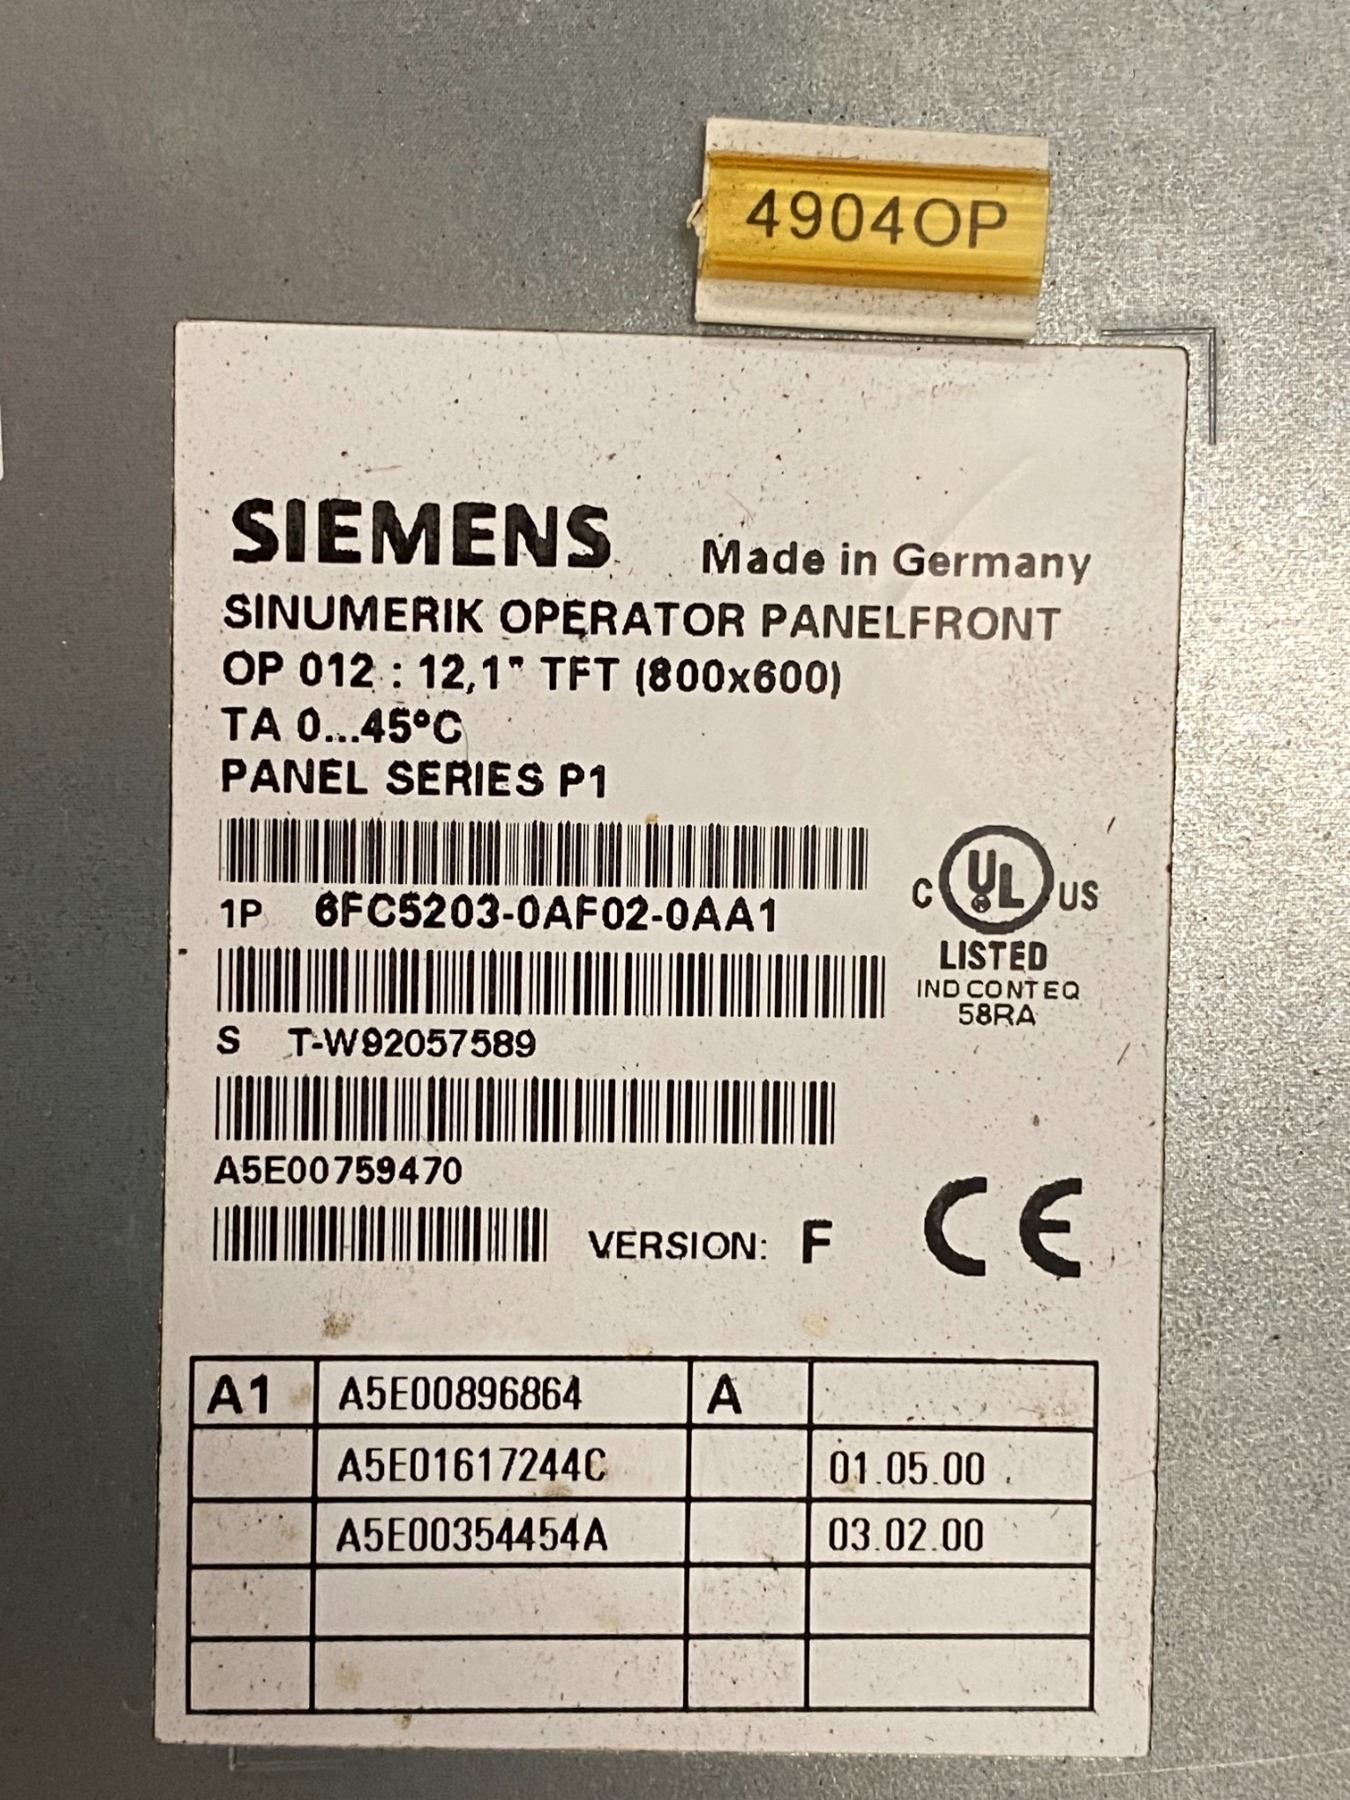 4904OP
SIEMENS Made in Germany
SINUMERIK OPERATOR PANELFRONT
OP 012 : 12,1" TFT (800x600)
TA 0...45°C
PANEL SERIES P1
1P 6FC5203-0AF02-0AA1
C UL US
LISTED
IND CONT EQ
58RA
S T-W92057589
A5E00759470
VERSION: F CE
A1 A5E00896864 A
A5E01617244C 01.05.00
A5E00354454A 03.02.00